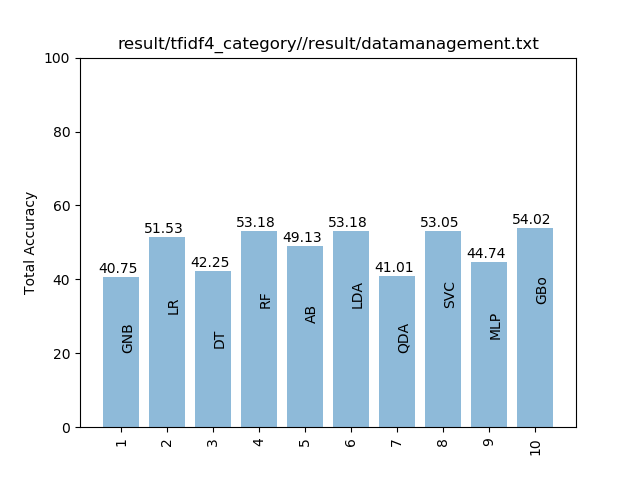 result/tfidf4_category//result/datamanagement.txt
Total Accuracy
100
80
60
40
20
0
40.75
51.53
42.25
53.18
49.13
53.18
41.01
53.05
44.74
54.02
GNB
LR
DT
RF
AB
LDA
QDA
SVC
MLP
GBo
1
2
3
4
5
6
7
8
9
10